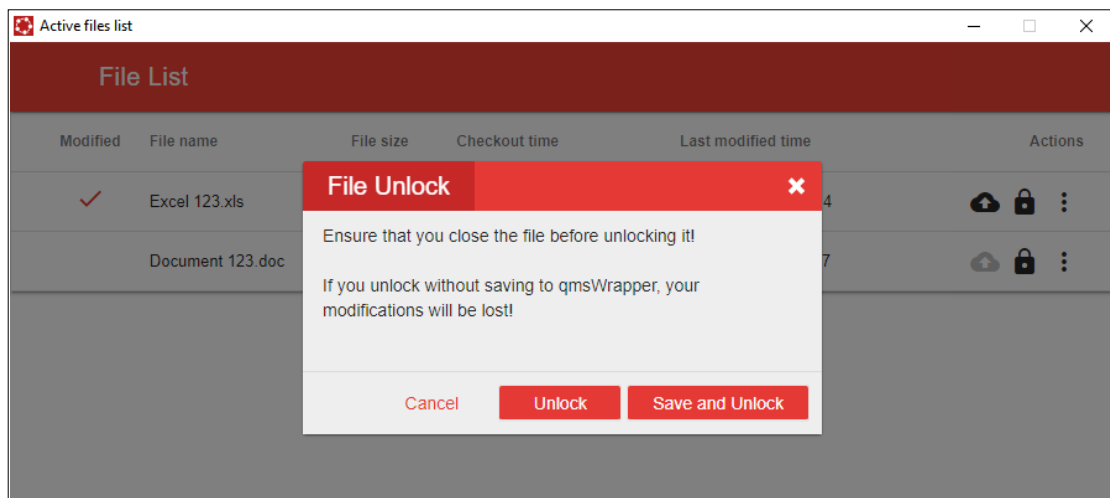 Active files list
File List
Modified File name File size Checkout time Last modified time Actions
File Unlock
Excel 123.xls 4
Ensure that you close the file before unlocking it!
Document 123.doc 7
If you unlock without saving to qmsWrapper, your
modifications will be lost!
Cancel Unlock Save and Unlock